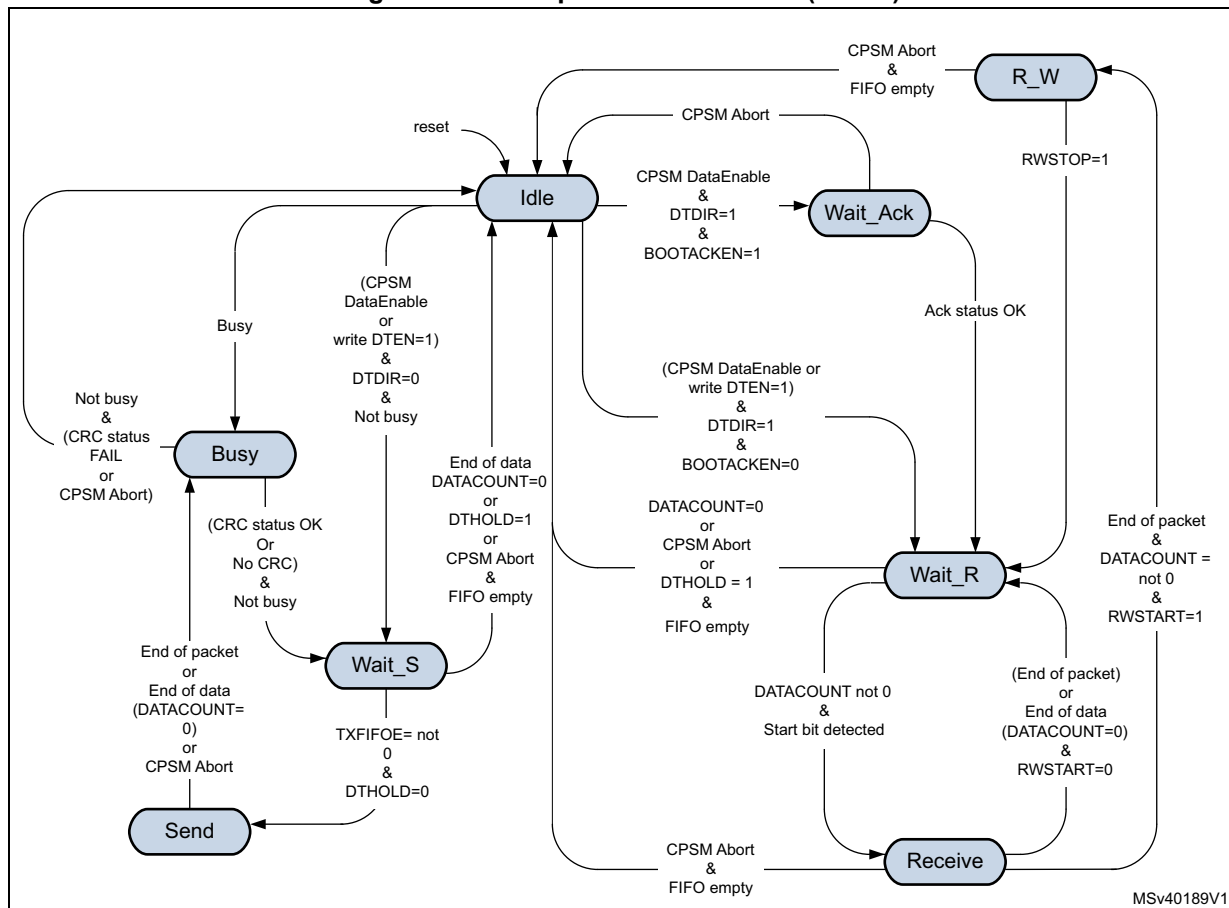 CPSM Abort
&
FIFO empty
R_W
reset
CPSM Abort
RWSTOP=1
Idle
CPSM DataEnable
&
DTDIR=1
&
BOOTACKEN=1
Wait_Ack
(CPSM
DataEnable
or
write DTEN=1)
&
DTDIR=0
&
Not busy
Busy
Ack status OK
(CPSM DataEnable or
write DTEN=1)
&
DTDIR=1
&
BOOTACKEN=0
Not busy
&
(CRC status
FAIL
or
CPSM Abort)
Busy
End of data
DATACOUNT=0
or
DTHOLD=1
or
CPSM Abort
&
FIFO empty
DATACOUNT=0
or
CPSM Abort
or
DTHOLD = 1
&
FIFO empty
Wait_R
End of packet
&
DATACOUNT =
not 0
&
RWSTART=1
(CRC status OK
Or
No CRC)
&
Not busy
Wait_S
End of packet
or
End of data
(DATACOUNT=
0)
or
CPSM Abort
TXFIFOE= not
0
&
DTHOLD=0
DATACOUNT not 0
&
Start bit detected
(End of packet)
or
End of data
(DATACOUNT=0)
&
RWSTART=0
Send
CPSM Abort
&
FIFO empty
Receive
MSv40189V1